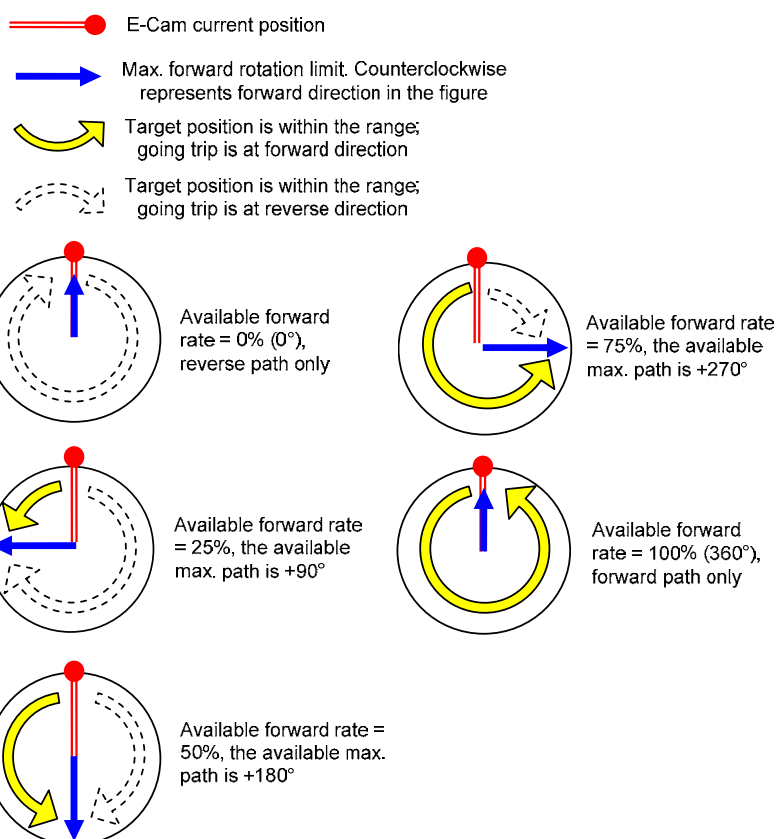 E-Cam current position
Max. forward rotation limit. Counterclockwise
represents forward direction in the figure
Target position is within the range;
going trip is at forward direction
Target position is within the range;
going trip is at reverse direction
Available forward
rate = 0% (0°),
reverse path only
Available forward rate
= 75%, the available
max. path is +270°
Available forward rate
= 25%, the available
max. path is +90°
Available forward
rate = 100% (360°),
forward path only
Available forward rate =
50%, the available max.
path is +180°